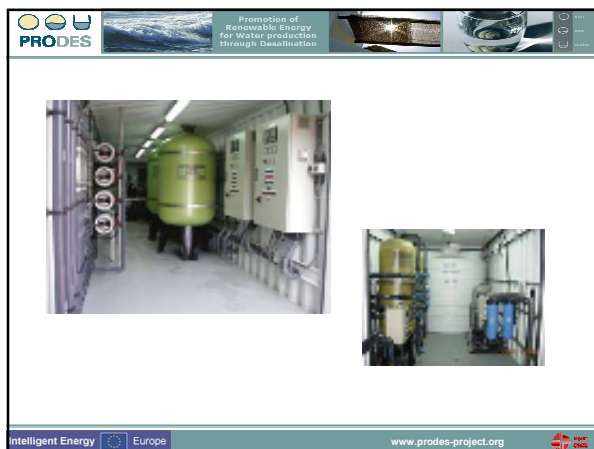 PRODES
Promotion of
Renewable Energy
for Water production
through Desalination
Intelligent Energy
Europe
www.prodes-project.org